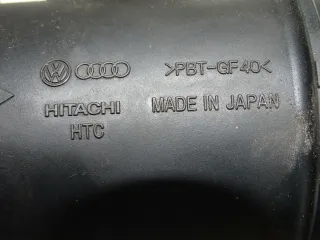 >PBT-GF40<
HITACHI MADE IN JAPAN
HTC